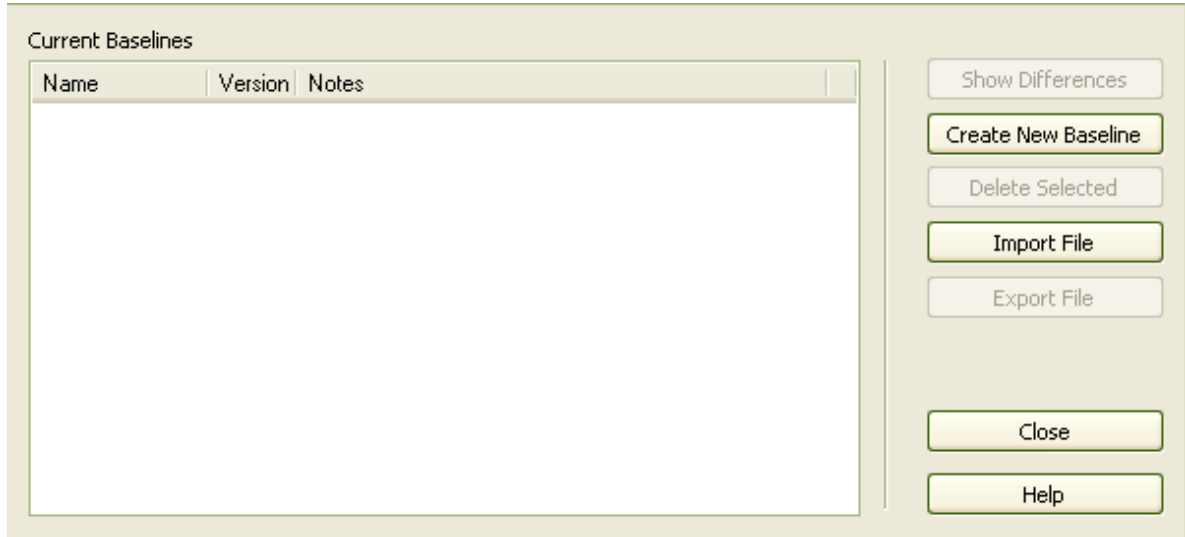 Current Baselines
Name Version Notes
Show Differences
Create New Baseline
Delete Selected
Import File
Export File
Close
Help